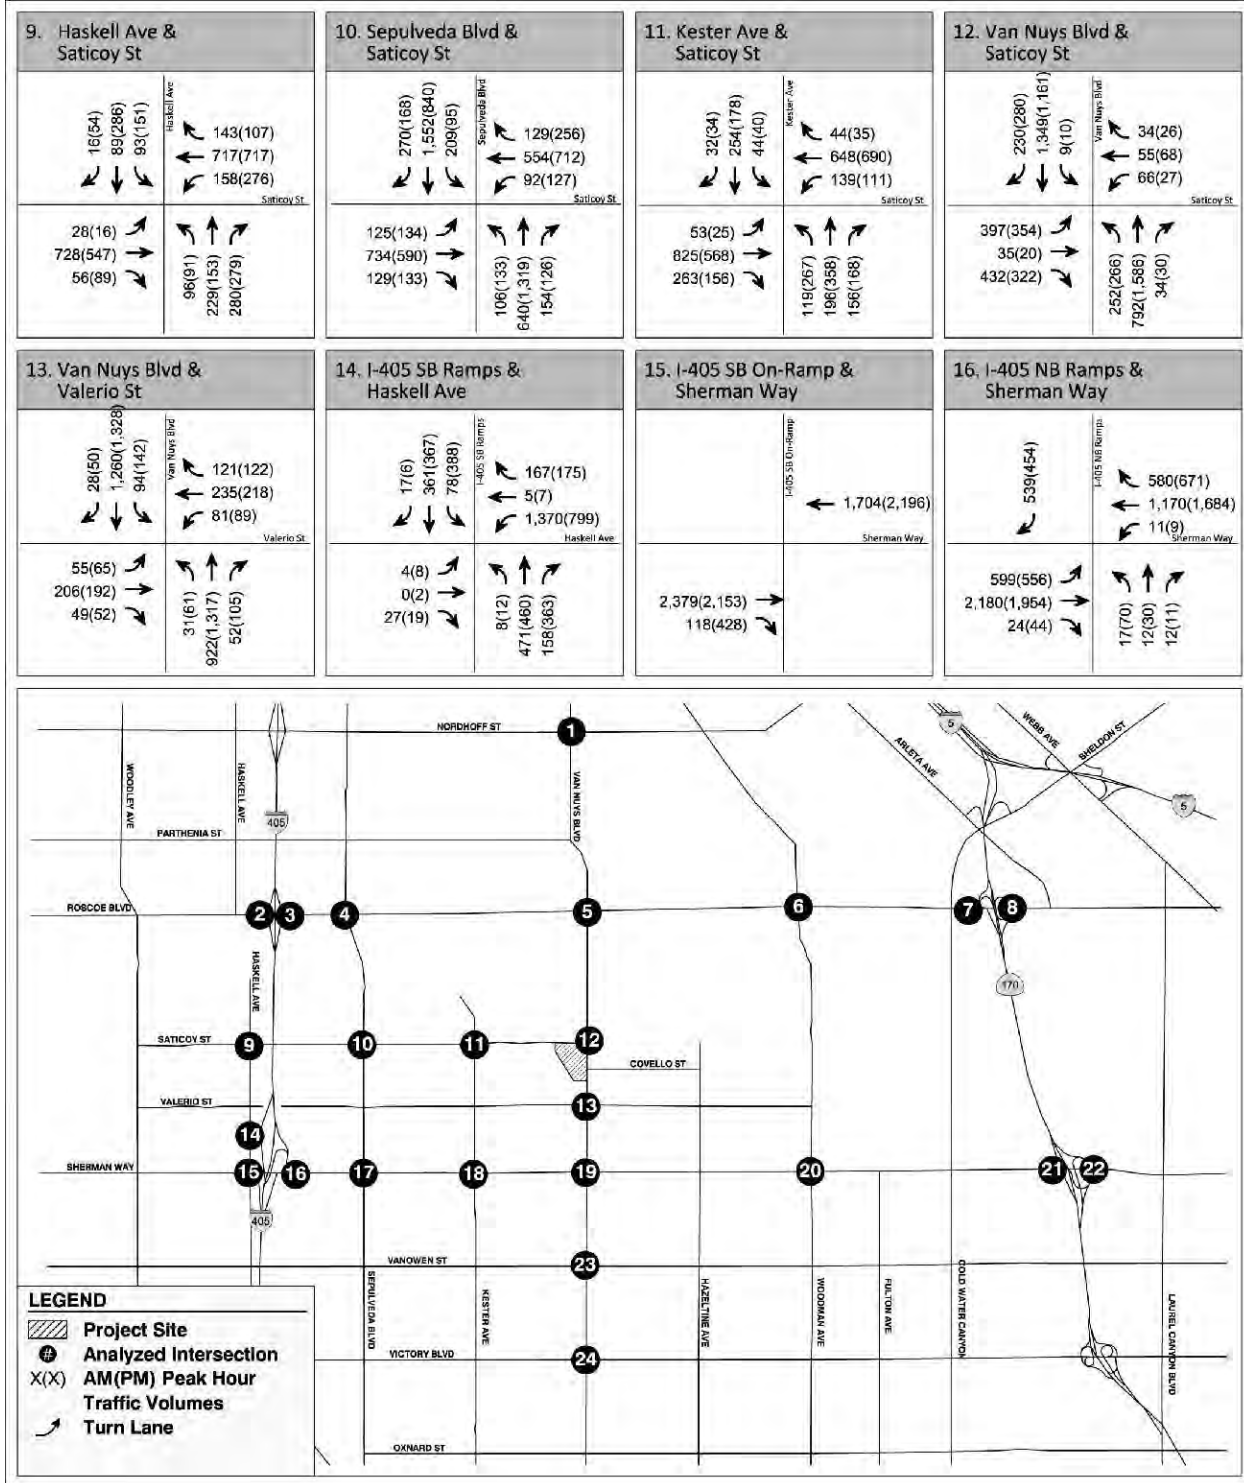 9. Haskell Ave &
Saticoy St
16(54)
89(286)
93(151)
Haskell Ave
143(107)
717(717)
158(276)
Saticoy St
28(16)
728(547)
56(89)
96(91)
229(153)
280(279)
10. Sepulveda Blvd &
Saticoy St
270(168)
1,552(840)
209(95)
Sepulveda Blvd
129(256)
554(712)
92(127)
Saticoy St
125(134)
734(590)
129(133)
106(133)
640(1,319)
154(126)
11. Kester Ave &
Saticoy St
32(34)
254(178)
44(40)
Kester Ave
44(35)
648(690)
139(111)
Saticoy St
53(25)
825(568)
263(156)
119(267)
196(358)
156(168)
12. Van Nuys Blvd &
Saticoy St
230(280)
1,349(1,161)
9(10)
Van Nuys Blvd
34(26)
55(68)
66(27)
Saticoy St
397(354)
35(20)
432(322)
252(266)
792(1,586)
34(30)
13. Van Nuys Blvd &
Valerio St
28(50)
1,260(1,328)
94(142)
Van Nuys Blvd
121(122)
235(218)
81(89)
Valerio St
55(65)
206(192)
49(52)
31(61)
922(1,317)
52(105)
14. I-405 SB Ramps &
Haskell Ave
17(6)
361(367)
78(388)
I-405 SB Ramps
167(175)
5(7)
1,370(799)
Haskell Ave
4(8)
0(2)
27(19)
8(12)
471(460)
158(363)
15. I-405 SB On-Ramp &
Sherman Way
I-405 SB On-Ramp
1,704(2,196)
Sherman Way
2,379(2,153)
118(428)
16. I-405 NB Ramps &
Sherman Way
539(454)
I-405 NB Ramps
580(671)
1,170(1,684)
11(9)
Sherman Way
599(556)
2,180(1,954)
24(44)
17(70)
12(30)
12(11)
NORDHOFF ST
1
5
WEBB AVE
SHELDON ST
ARLETA AVE
5
WOODLEY AVE
HASKELL AVE
405
VAN NUYS BLVD
PARTHENIA ST
ROSCOE BLVD
2
3
4
5
6
7
8
HASKELL AVE
170
SATICOY ST
9
10
11
12
COVELLO ST
VALERIO ST
13
14
SHERMAN WAY
15
16
17
18
19
20
21
22
405
VANOWEN ST
23
SEPULVEDA BLVD
KESTER AVE
HAZELTINE AVE
WOODMAN AVE
FULTON AVE
COLD WATER CANYON
LAUREL CANYON BLVD
VICTORY BLVD
24
OXNARD ST
LEGEND
Project Site
# Analyzed Intersection
X(X) AM(PM) Peak Hour
Traffic Volumes
Turn Lane